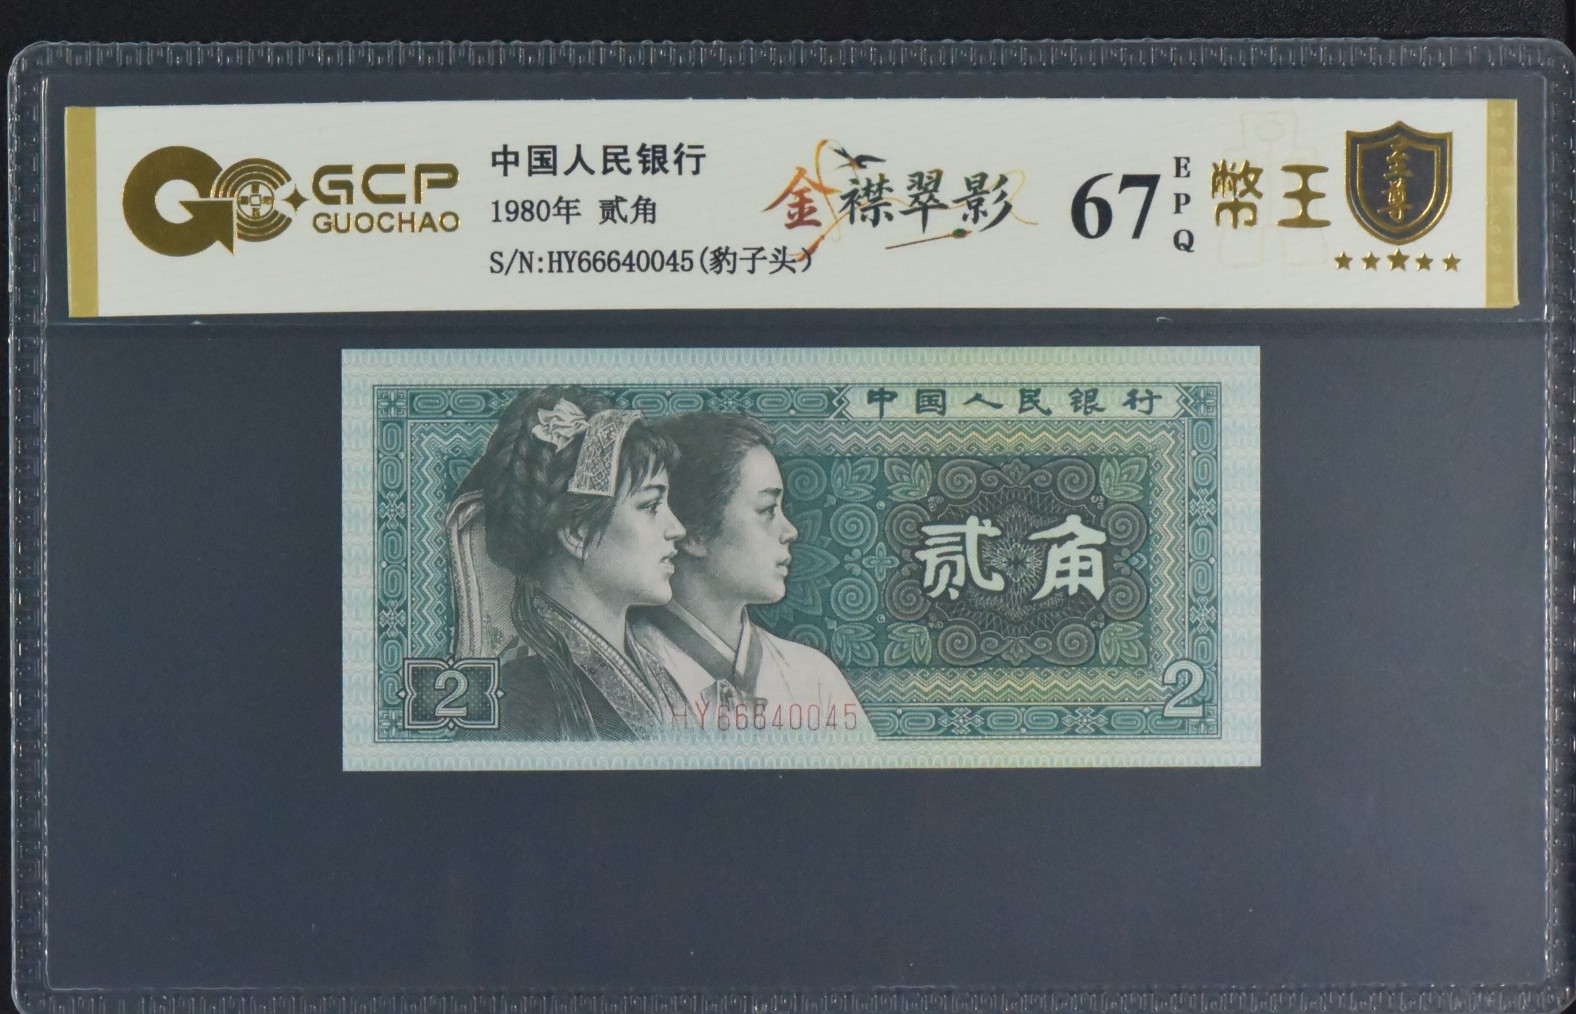 GCP
GUOCHAO
中国人民银行
1980年 贰角
S/N:HY66640045(豹子头)
金襟翠影
67
EPQ
幣王
至尊
中国人民银行
贰角
2
2
HY66640045